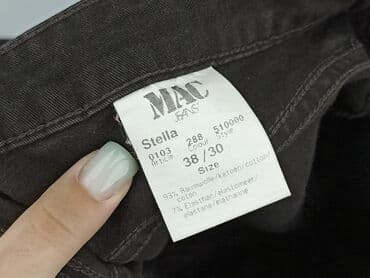 MAC
JEANS
Stella
0103 288 510000
Article Colour Style
38/30
Size
93% Baumwolle/katoen/cotton/
coton
7% Elasthan/elastomeer/
elastane/elathanne